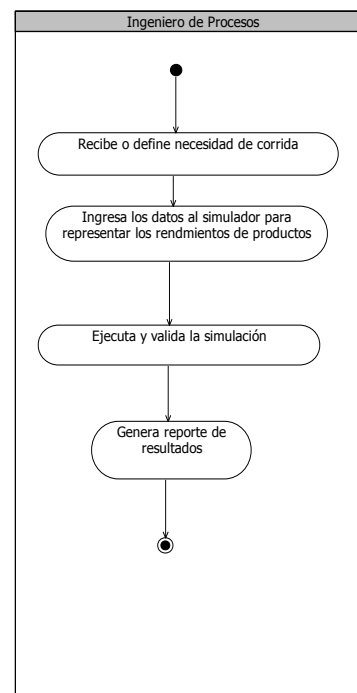 Ingeniero de Procesos
Recibe o define necesidad de corrida
Ingresa los datos al simulador para
representar los rendmientos de productos
Ejecuta y valida la simulación
Genera reporte de
resultados